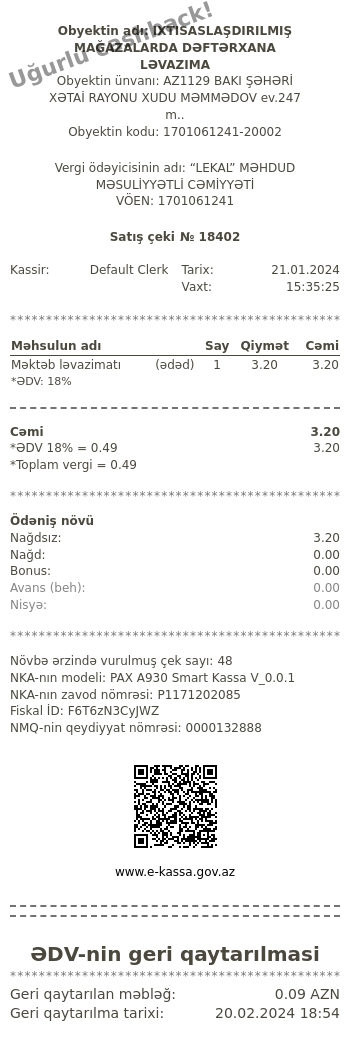 Uğurlu cashback!
Obyektin adı: İXTİSASLAŞDIRILMIŞ
MAĞAZALARDA DƏFTƏRXANA
LƏVAZIMA
Obyektin ünvanı: AZ1129 BAKI ŞƏHƏRİ
XƏTAİ RAYONU XUDU MƏMMƏDOV ev.247
m..
Obyektin kodu: 1701061241-20002
Vergi ödəyicisinin adı: “LEKAL” MƏHDUD
MƏSULİYYƏTLİ CƏMİYYƏTİ
VÖEN: 1701061241
Satış çeki № 18402
Kassir: Default Clerk Tarix: 21.01.2024
Vaxt: 15:35:25
Məhsulun adı Say Qiymət Cəmi
Məktəb ləvazimatı (ədəd) 1 3.20 3.20
*ƏDV: 18%
Cəmi 3.20
*ƏDV 18% = 0.49 3.20
*Toplam vergi = 0.49
Ödəniş növü
Nağdsız: 3.20
Nağd: 0.00
Bonus: 0.00
Avans (beh): 0.00
Nisyə: 0.00
Növbə ərzində vurulmuş çek sayı: 48
NKA-nın modeli: PAX A930 Smart Kassa V_0.0.1
NKA-nın zavod nömrəsi: P1171202085
Fiskal İD: F6T6zN3CyJWZ
NMQ-nin qeydiyyat nömrəsi: 0000132888
www.e-kassa.gov.az
ƏDV-nin geri qaytarılması
Geri qaytarılan məbləğ: 0.09 AZN
Geri qaytarılma tarixi: 20.02.2024 18:54